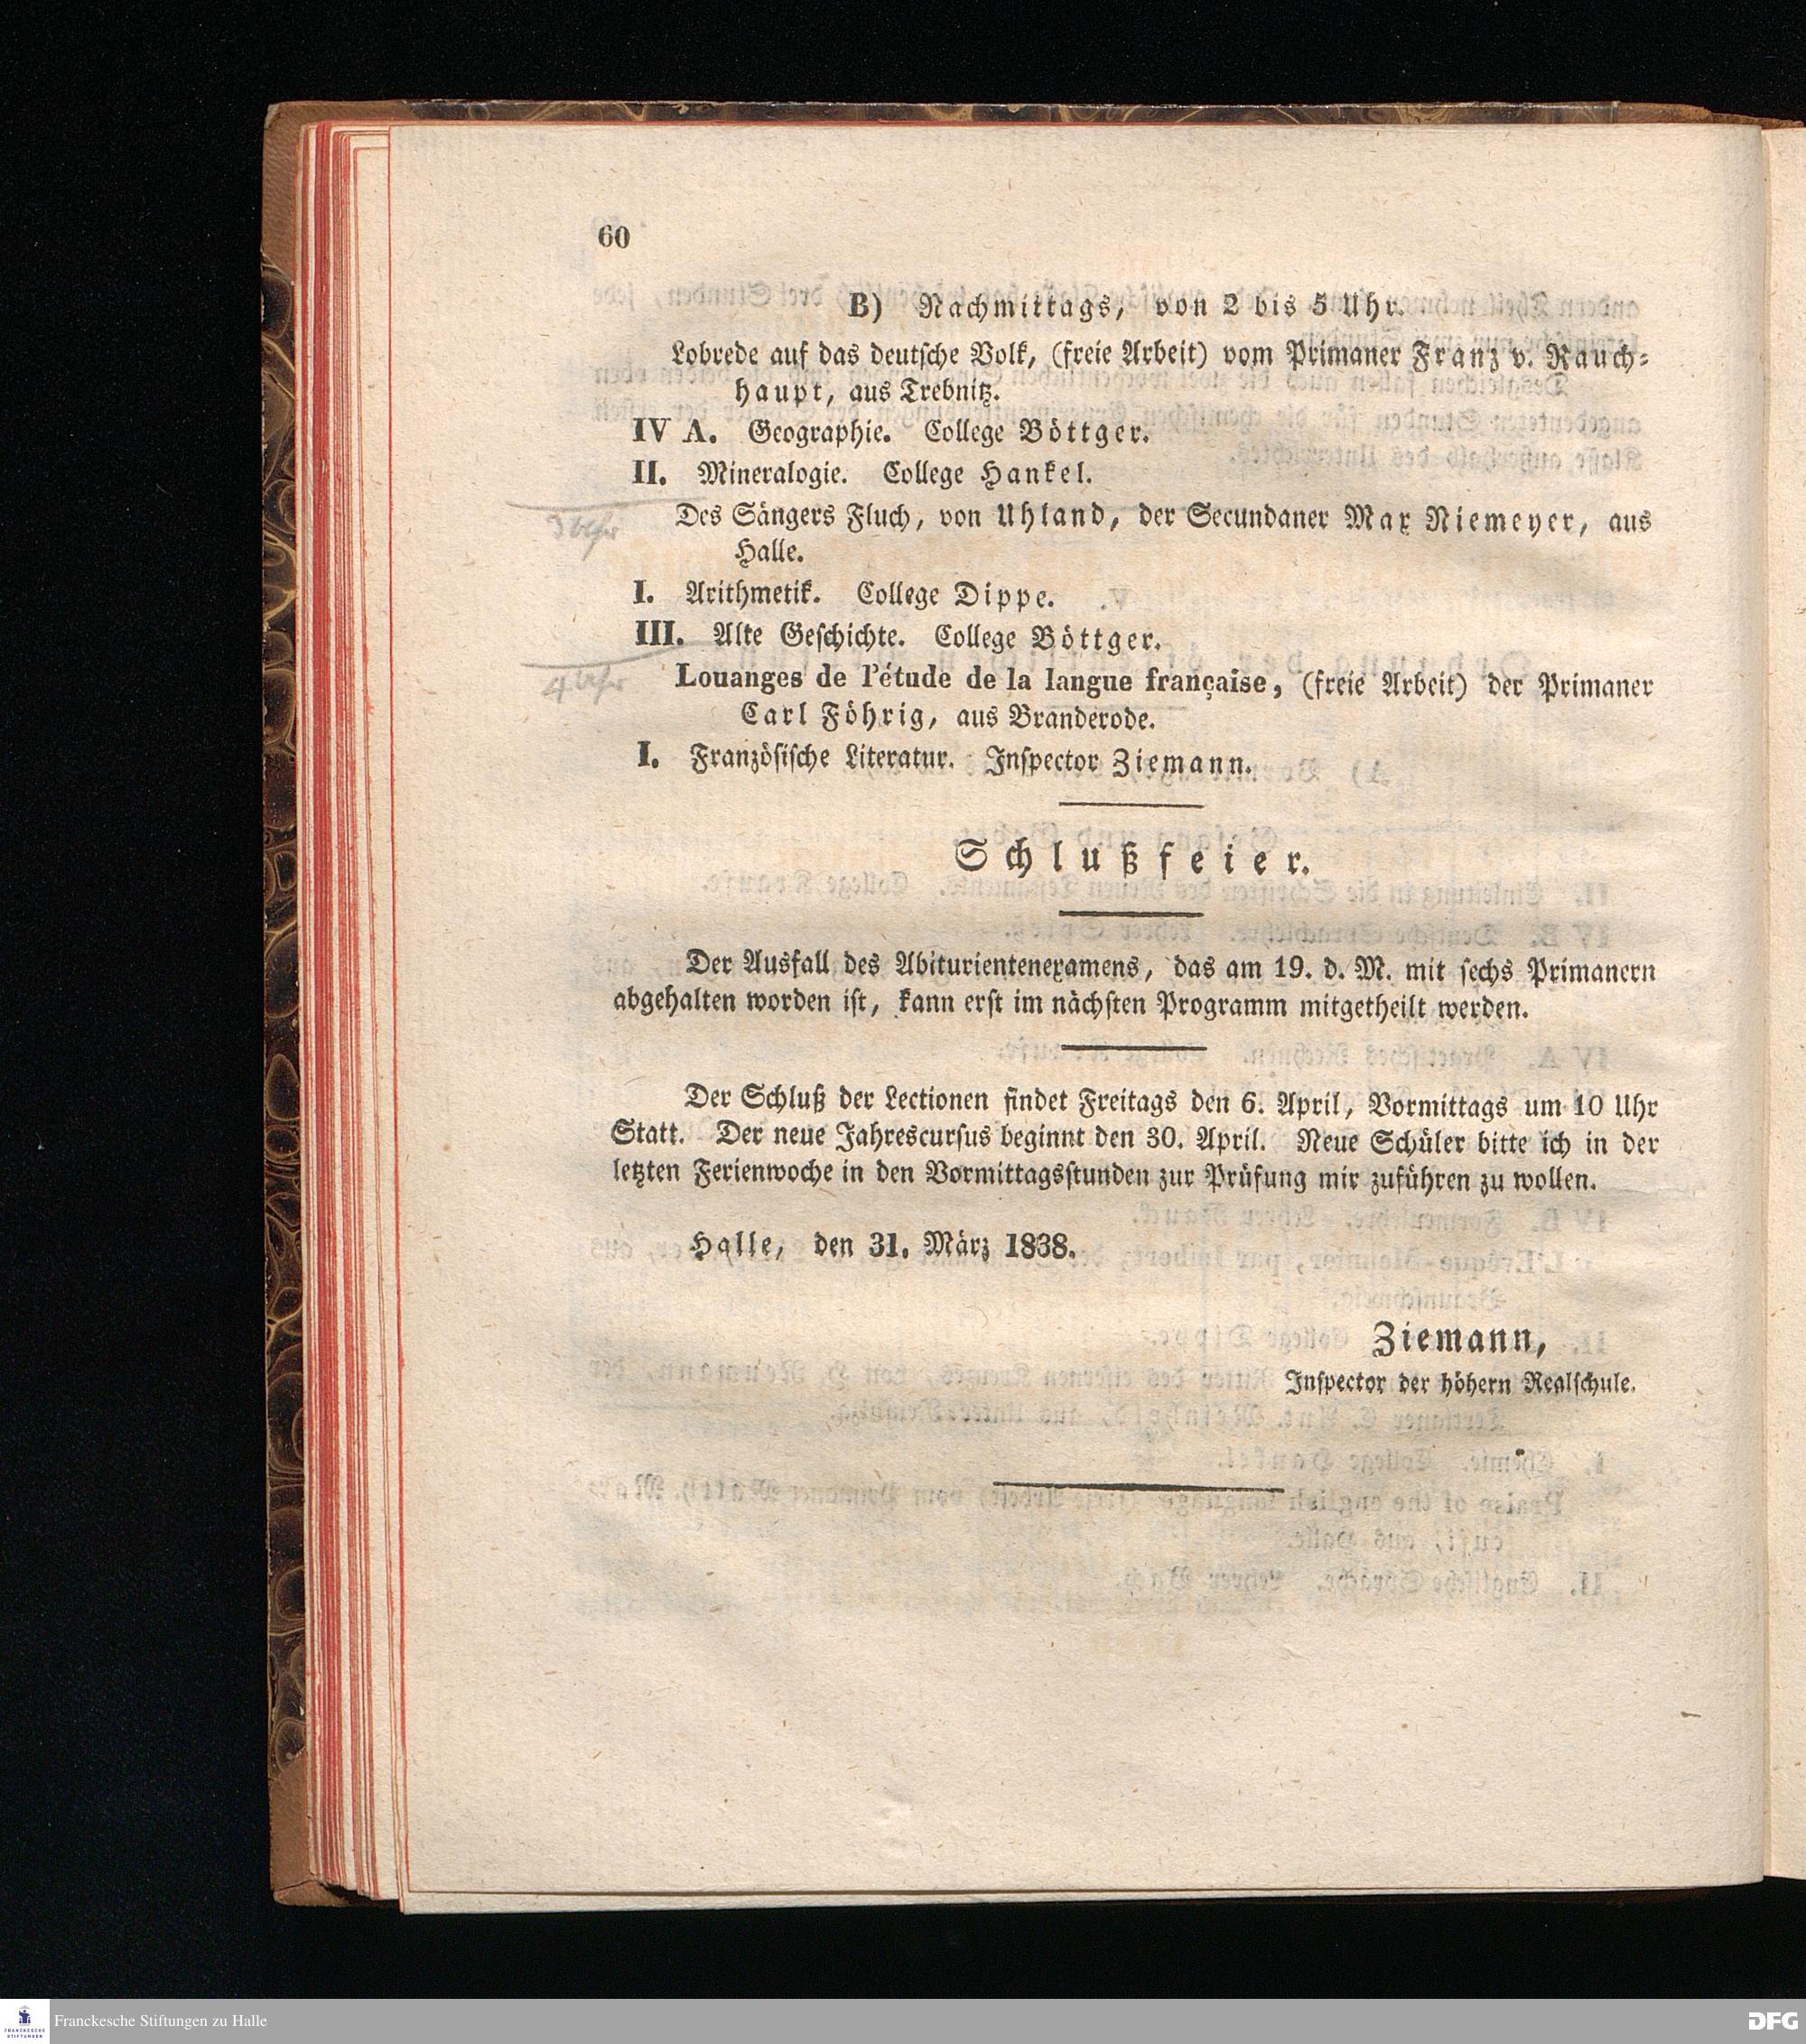 60
B) Nachmittags, von 2 bis 5 Uhr.
Lobrede auf das deutsche Volk, (freie Arbeit) vom Primaner Franz v. Rauch-
haupt, aus Trebnitz.
IV A. Geographie. College Böttger.
II. Mineralogie. College Hankel.
3 Uhr
Des Sängers Fluch, von Uhland, der Secundaner Max Niemeyer, aus
Halle.
I. Arithmetik. College Dippe.
III. Alte Geschichte. College Böttger.
4 Uhr
Louanges de l'étude de la langue française, (freie Arbeit) der Primaner
Carl Föhrig, aus Branderode.
I. Französische Literatur. Inspector Ziemann.
Schlußfeier.
Der Ausfall des Abiturientenexamens, das am 19. d. M. mit sechs Primanern
abgehalten worden ist, kann erst im nächsten Programm mitgetheilt werden.
Der Schluß der Lectionen findet Freitags den 6. April, Vormittags um 10 Uhr
Statt. Der neue Jahrescursus beginnt den 30. April. Neue Schüler bitte ich in der
letzten Ferienwoche in den Vormittagsstunden zur Prüfung mir zuführen zu wollen.
Halle, den 31. März 1838.
Ziemann,
Inspector der höhern Realschule.
FRANCKESCHE STIFTUNGEN
Franckesche Stiftungen zu Halle
DFG